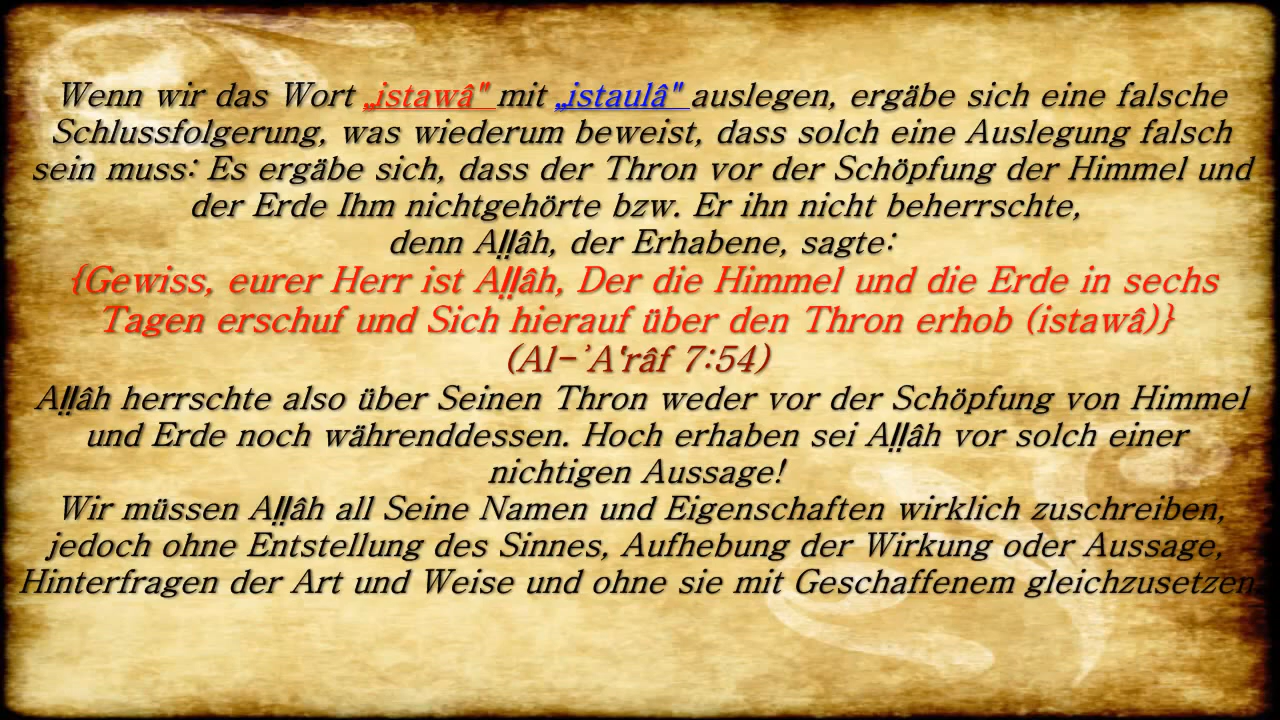 Wenn wir das Wort „istawâ" mit „istaulâ" auslegen, ergäbe sich eine falsche
Schlussfolgerung, was wiederum beweist, dass solch eine Auslegung falsch
sein muss: Es ergäbe sich, dass der Thron vor der Schöpfung der Himmel und
der Erde Ihm nichtgehörte bzw. Er ihn nicht beherrschte,
denn Aḷḷâh, der Erhabene, sagte:
{Gewiss, eurer Herr ist Aḷḷâh, Der die Himmel und die Erde in sechs
Tagen erschuf und Sich hierauf über den Thron erhob (istawâ)}
(Al-ʾA'râf 7:54)
Aḷḷâh herrschte also über Seinen Thron weder vor der Schöpfung von Himmel
und Erde noch währenddessen. Hoch erhaben sei Aḷḷâh vor solch einer
nichtigen Aussage!
Wir müssen Aḷḷâh all Seine Namen und Eigenschaften wirklich zuschreiben,
jedoch ohne Entstellung des Sinnes, Aufhebung der Wirkung oder Aussage,
Hinterfragen der Art und Weise und ohne sie mit Geschaffenem gleichzusetzen